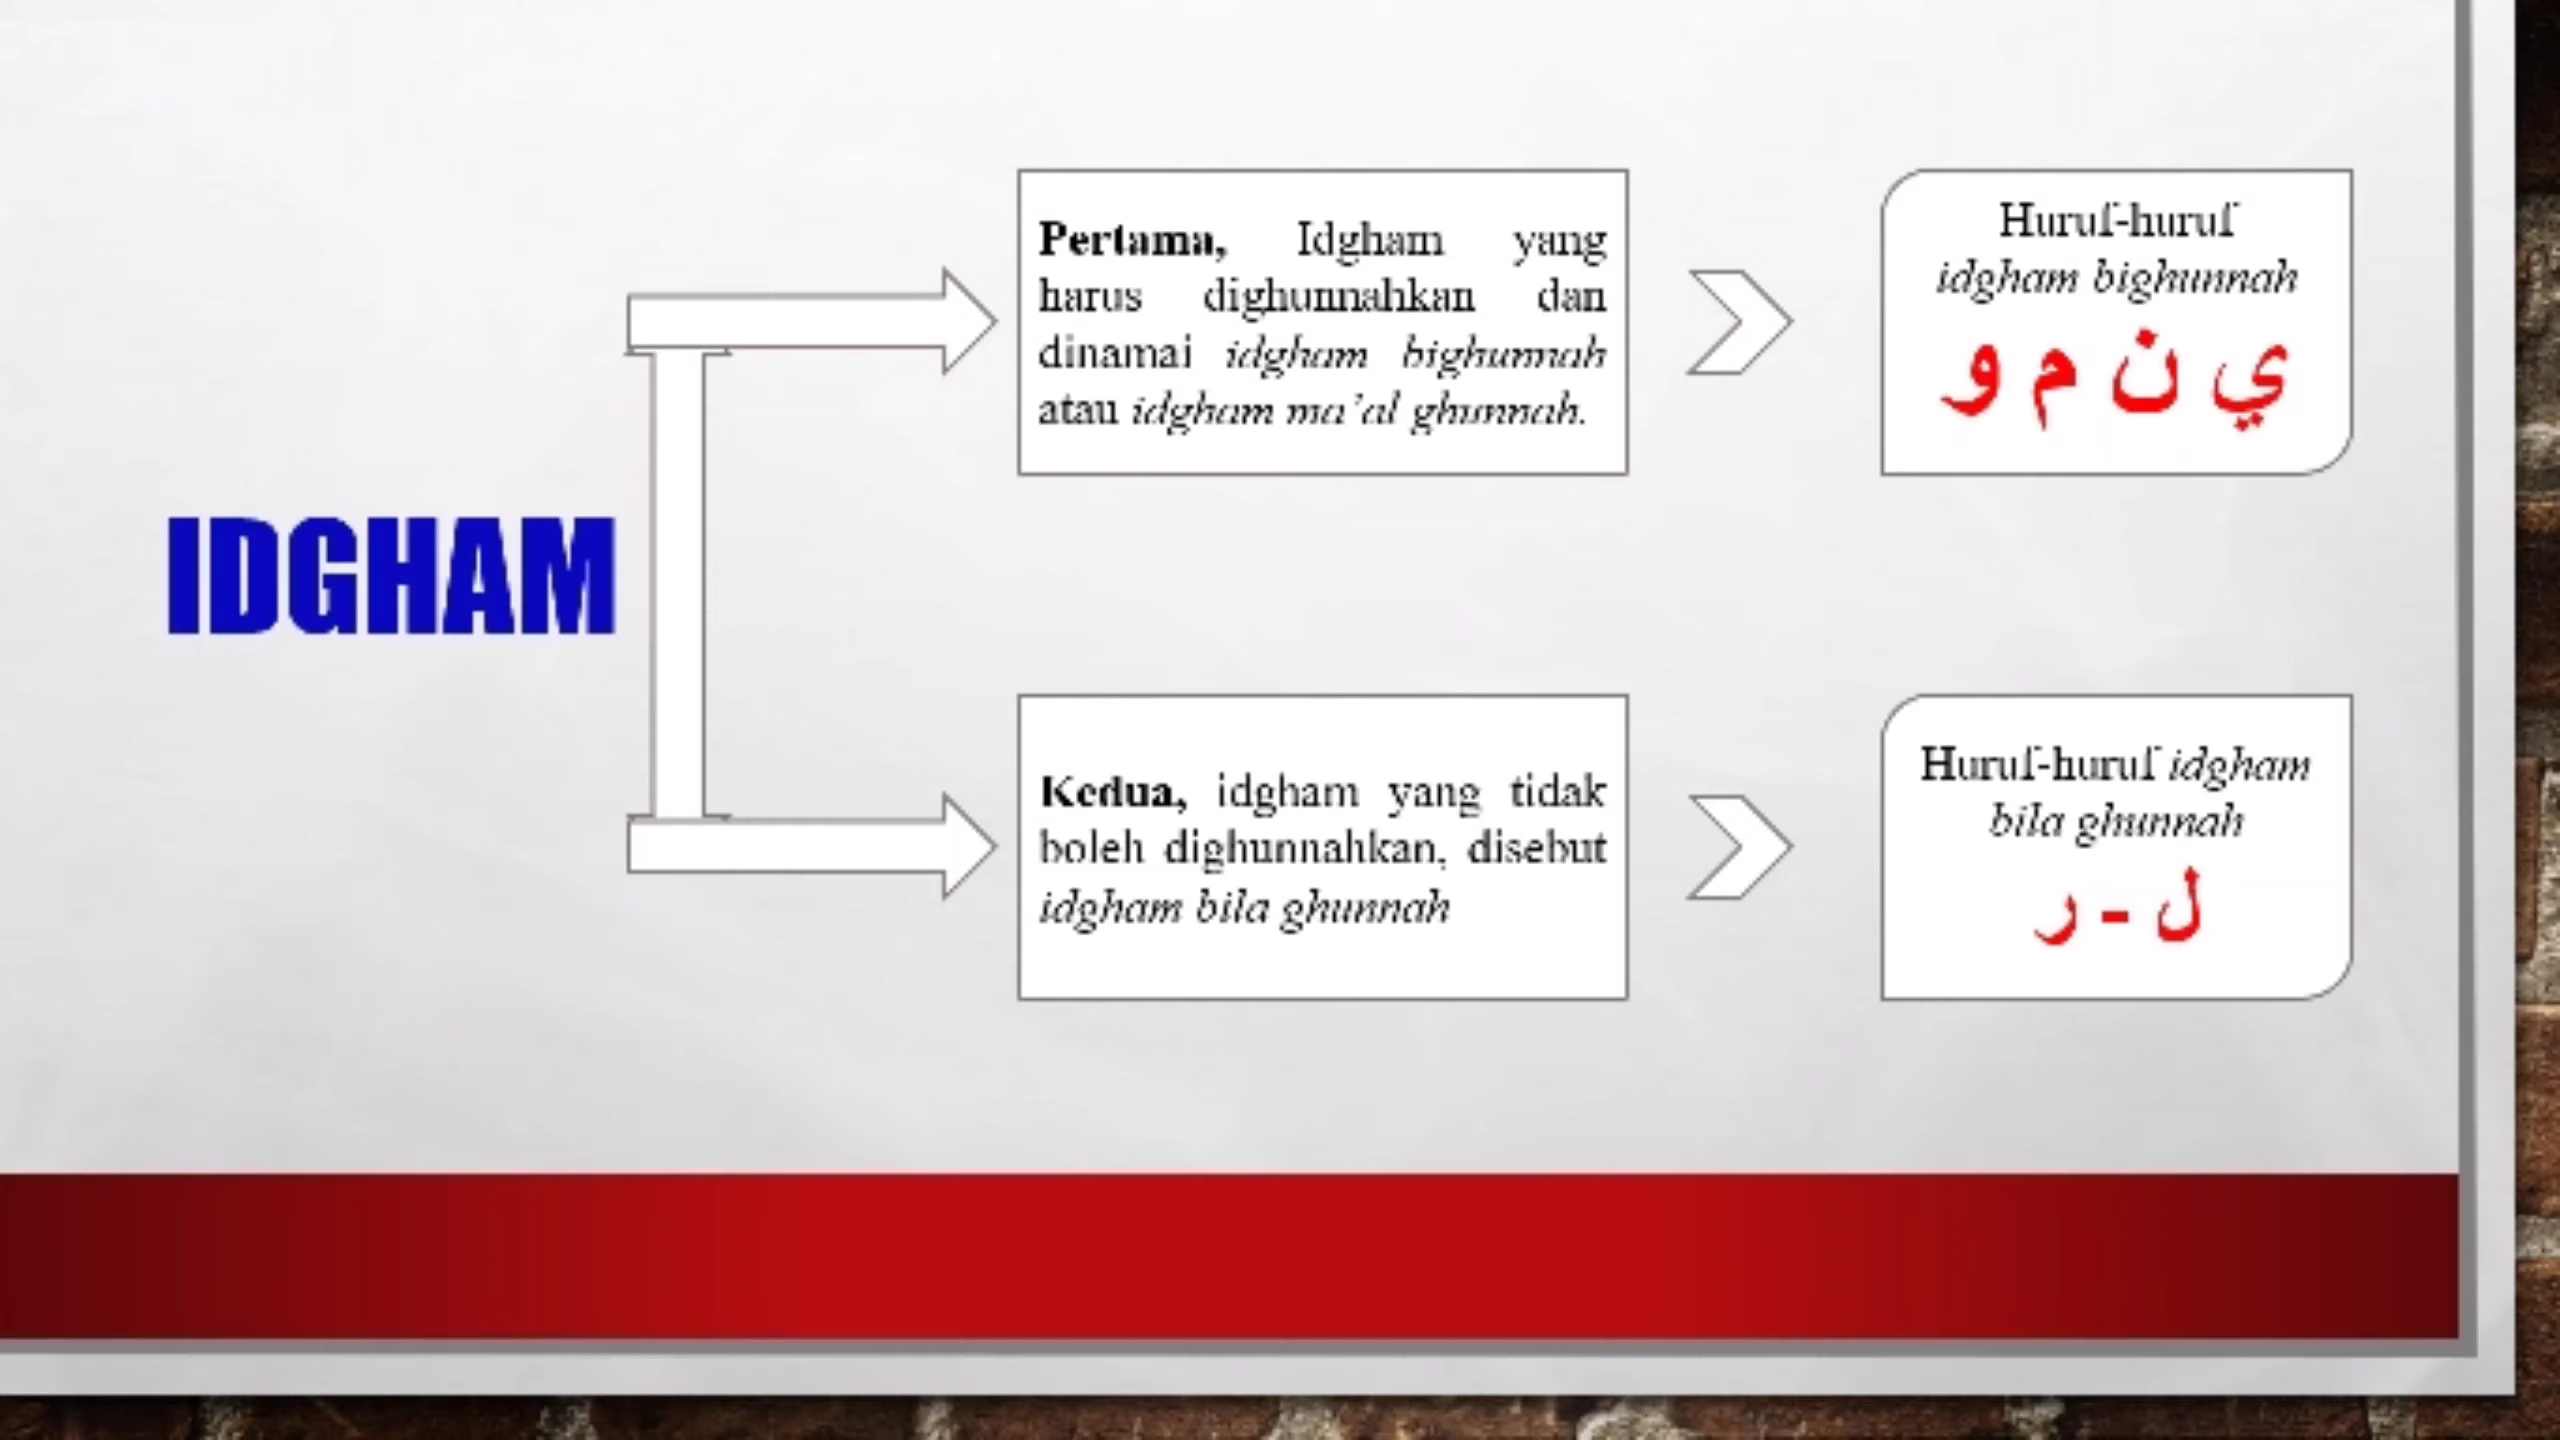 IDGHAM
Pertama, Idgham yang
harus dighunnahkan dan
dinamai idgham bighunnah
atau idgham ma’al ghunnah.
Huruf-huruf
idgham bighunnah
ي ن م و
Kedua, idgham yang tidak
boleh dighunnahkan, disebut
idgham bila ghunnah
Huruf-huruf idgham
bila ghunnah
ل - ر